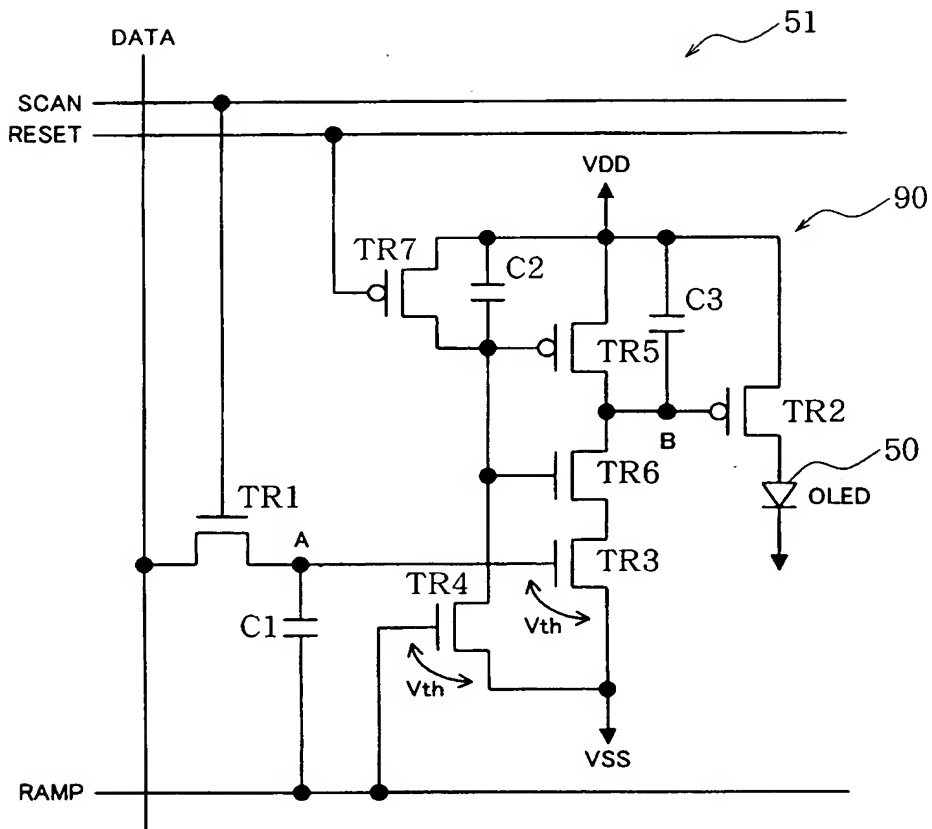 DATA
51
SCAN
RESET
VDD
90
TR7
C2
C3
TR5
TR2
B
TR6
50
OLED
TR1
A
TR3
TR4
C1
Vth
Vth
VSS
RAMP